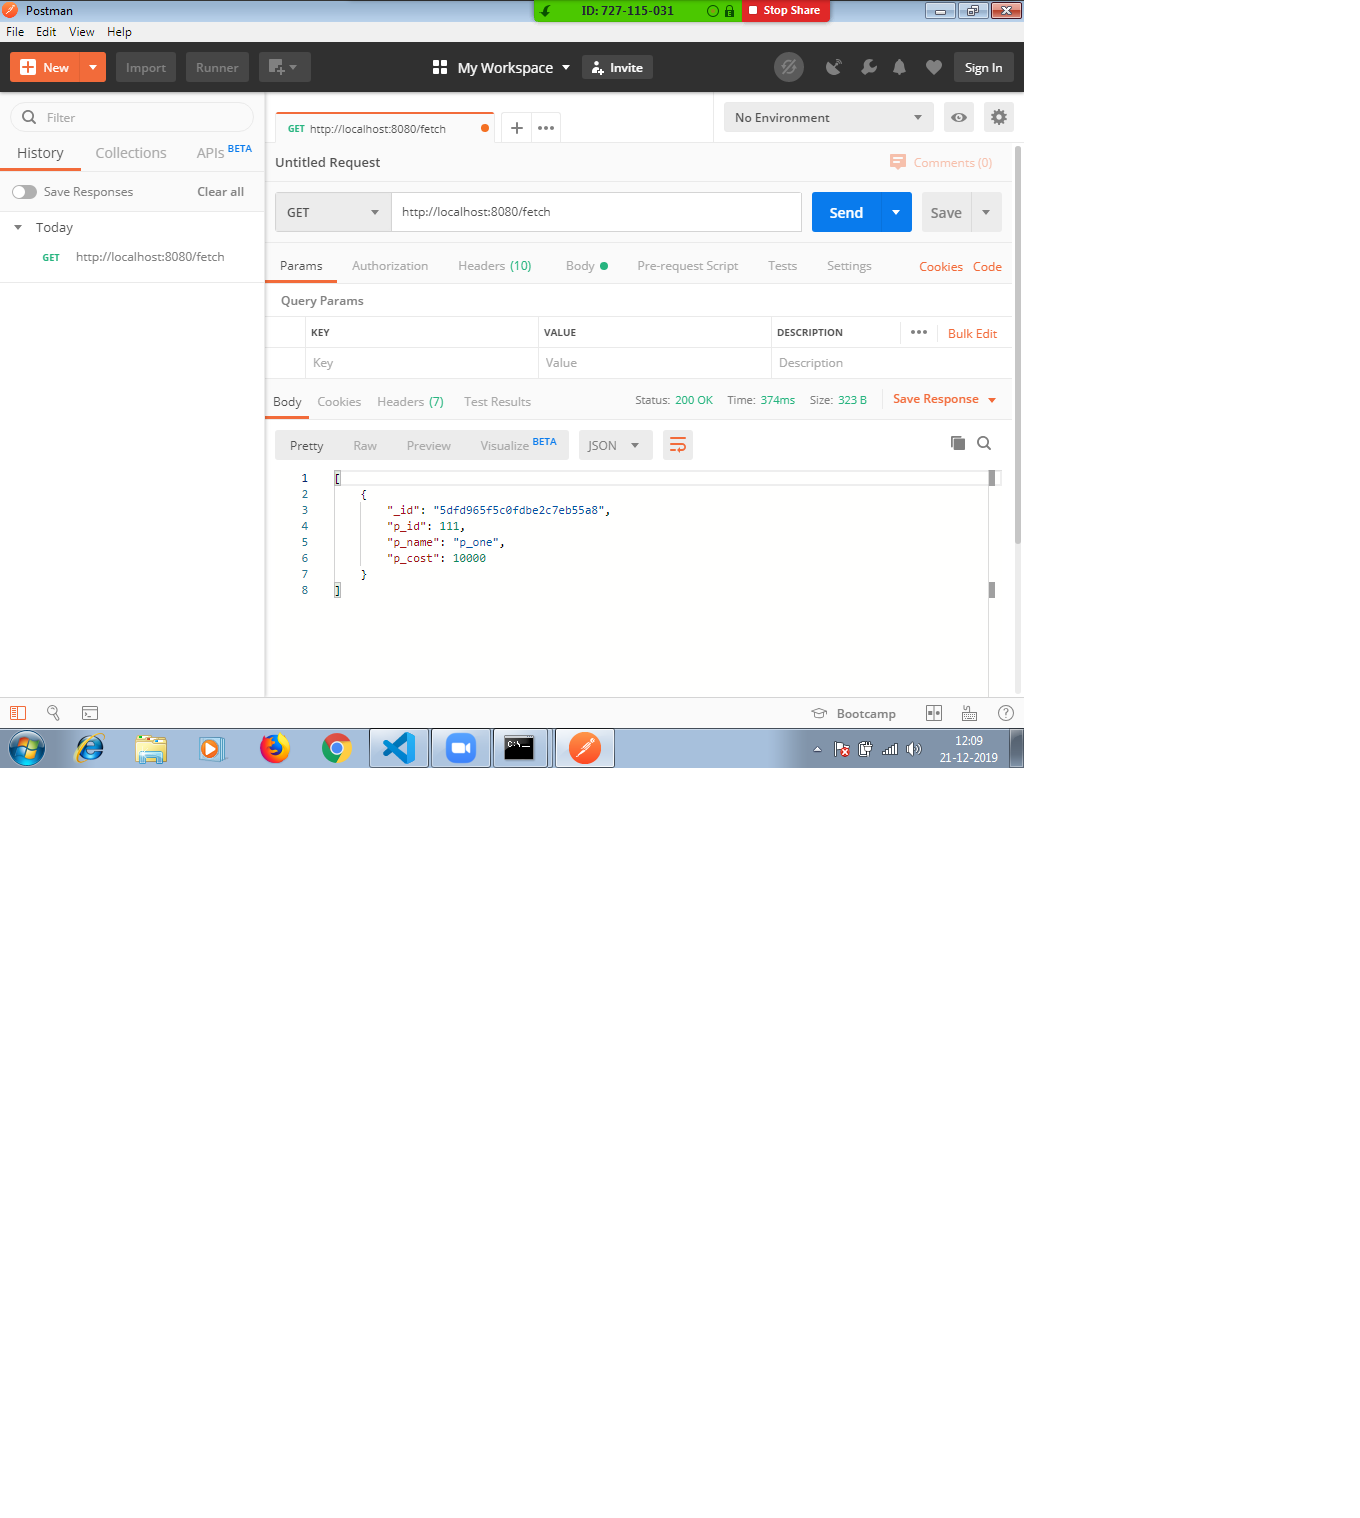 Postman
ID: 727-115-031
Stop Share
File Edit View Help
New
Import
Runner
My Workspace
Invite
Sign In
Filter
GET http://localhost:8080/fetch
No Environment
History
Collections
APIs BETA
Untitled Request
Comments (0)
Save Responses
Clear all
GET
http://localhost:8080/fetch
Send
Save
Today
GET http://localhost:8080/fetch
Params
Authorization
Headers (10)
Body
Pre-request Script
Tests
Settings
Cookies
Code
Query Params
KEY
VALUE
DESCRIPTION
Bulk Edit
Key
Value
Description
Body
Cookies
Headers (7)
Test Results
Status: 200 OK
Time: 374ms
Size: 323 B
Save Response
Pretty
Raw
Preview
Visualize BETA
JSON
1 [
2 {
3 "_id": "5dfd965f5c0fdbe2c7eb55a8",
4 "p_id": 111,
5 "p_name": "p_one",
6 "p_cost": 10000
7 }
8 ]
Bootcamp
C:\
12:09
21-12-2019